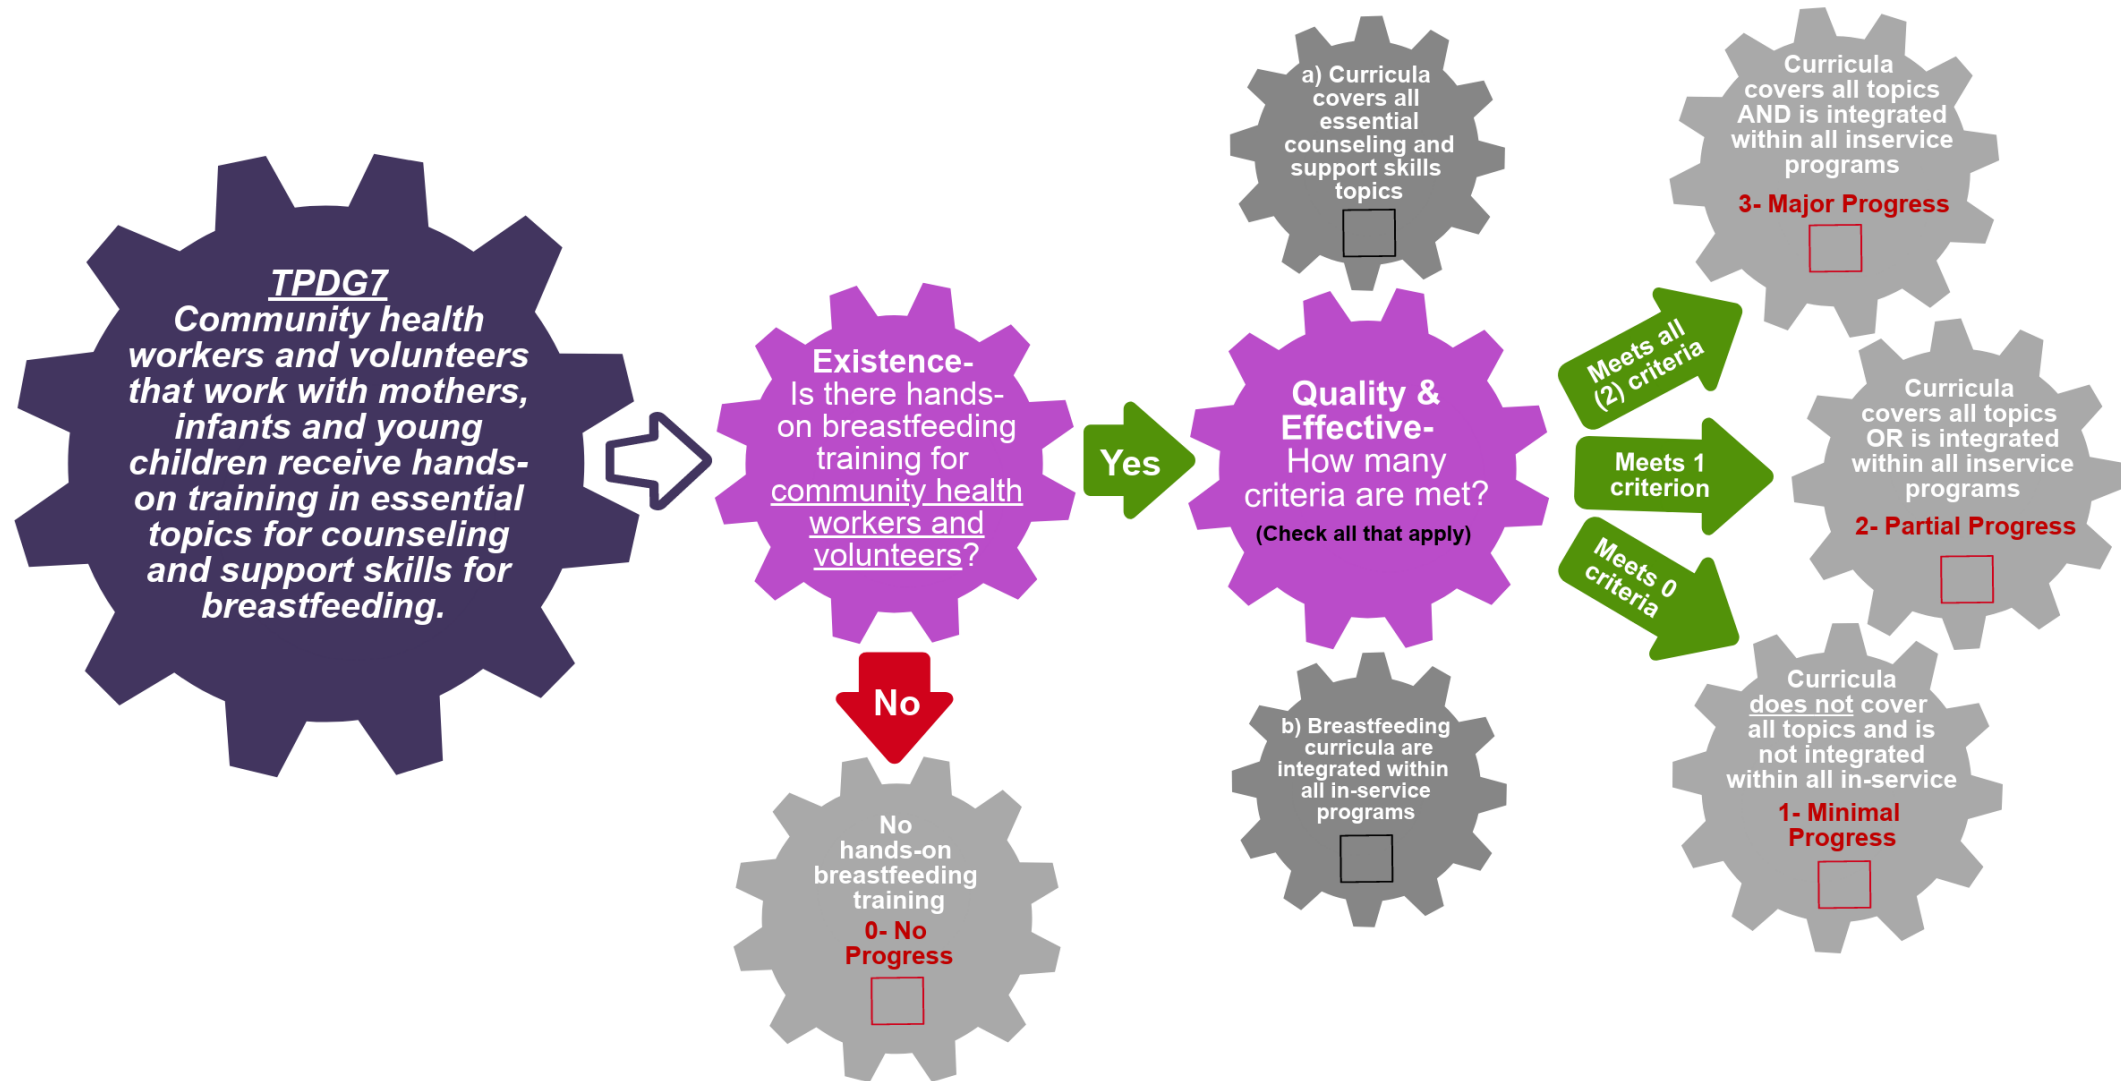 TPDG7
Community health
workers and volunteers
that work with mothers,
infants and young
children receive hands-
on training in essential
topics for counseling
and support skills for
breastfeeding.
Existence-
Is there hands-
on breastfeeding
training for
community health
workers and
volunteers?
No
No
hands-on
breastfeeding
training
0- No
Progress
Yes
a) Curricula
covers all
essential
counseling and
support skills
topics
Quality &
Effective-
How many
criteria are met?
(Check all that apply)
b) Breastfeeding
curricula are
integrated within
all in-service
programs
Meets all
(2) criteria
Curricula
covers all topics
AND is integrated
within all inservice
programs
3- Major Progress
Meets 1
criterion
Curricula
covers all topics
OR is integrated
within all inservice
programs
2- Partial Progress
Meets 0
criteria
Curricula
does not cover
all topics and is
not integrated
within all in-service
1- Minimal
Progress